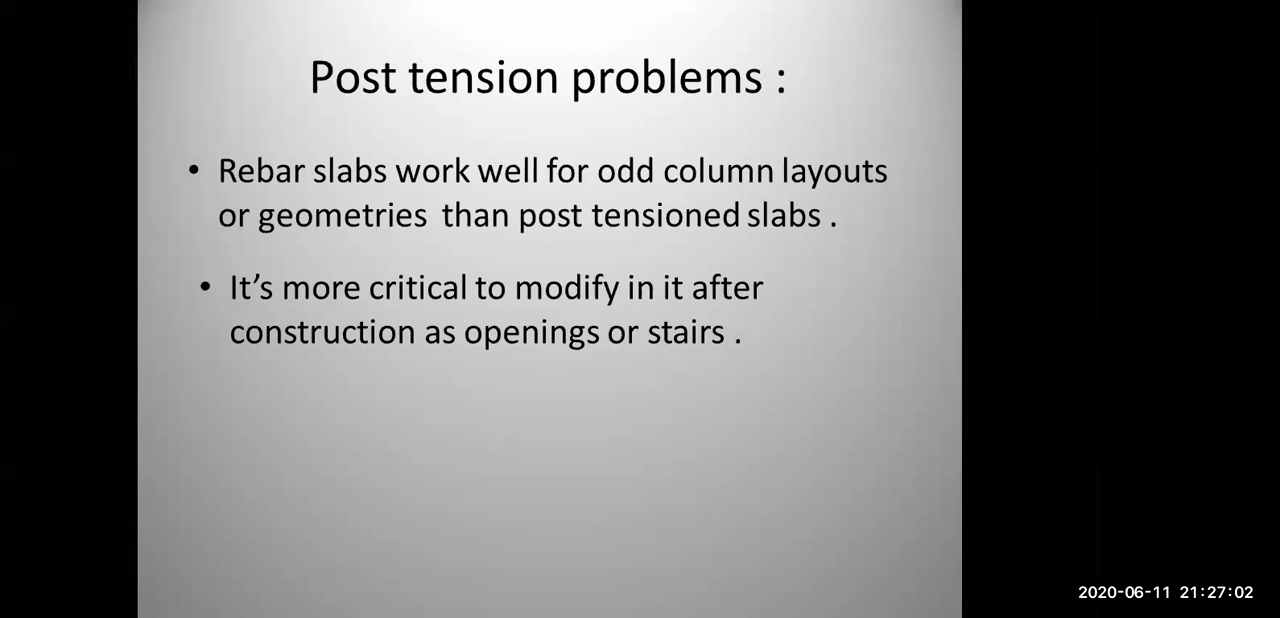 Post tension problems :
• Rebar slabs work well for odd column layouts
or geometries than post tensioned slabs .
• It’s more critical to modify in it after
construction as openings or stairs .
2020-06-11 21:27:02